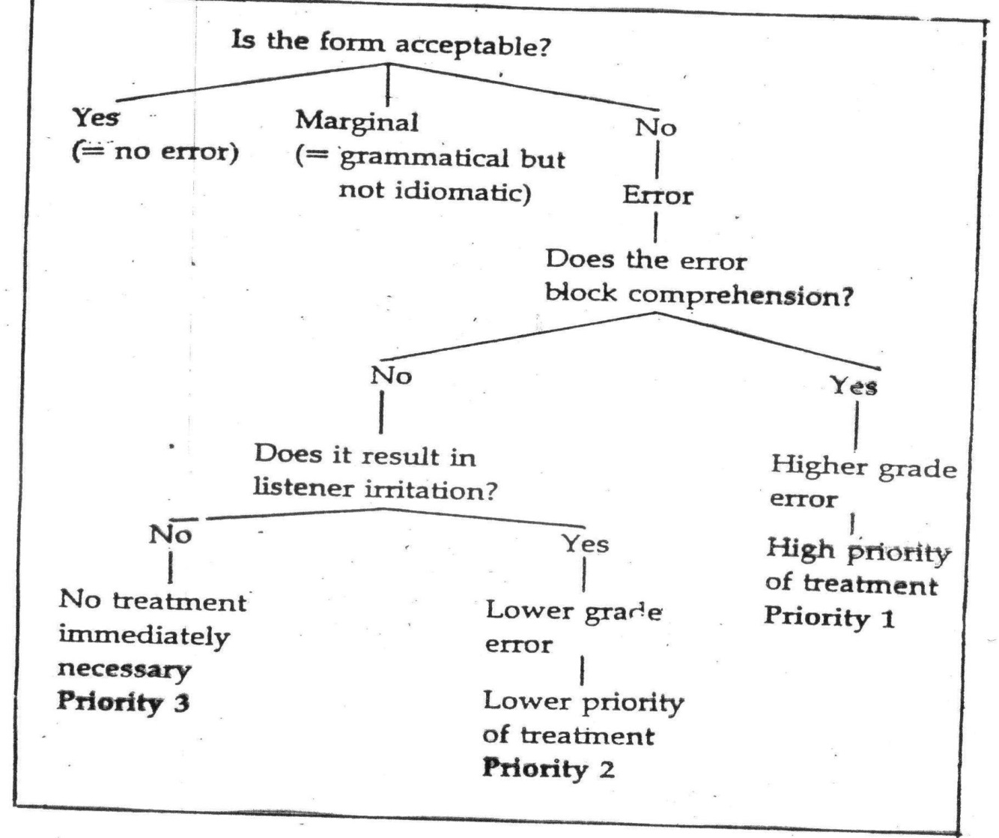 Is the form acceptable?
Yes
(= no error)
Marginal
(= grammatical but
not idiomatic)
No
Error
Does the error
block comprehension?
No
Yes
Does it result in
listener irritation?
Higher grade
error
High priority
of treatment
Priority 1
No
Yes
No treatment
immediately
necessary
Priority 3
Lower grade
error
Lower priority
of treatment
Priority 2